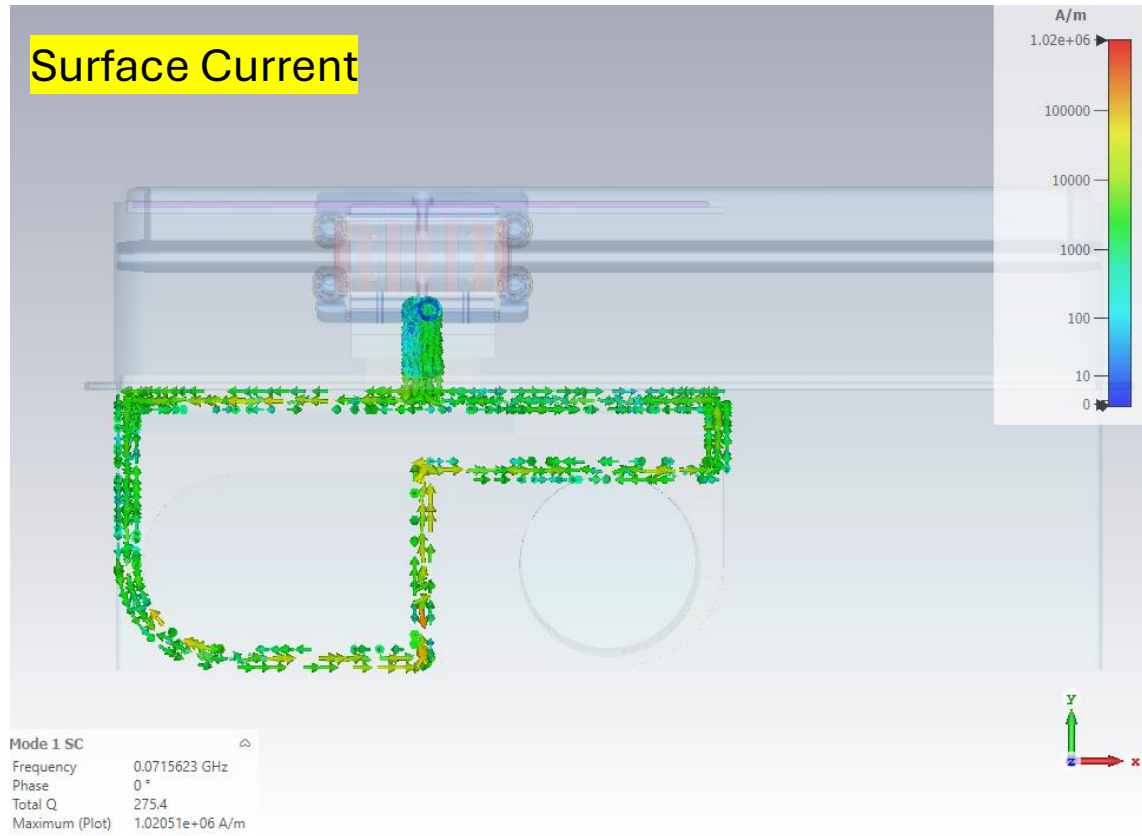 Surface Current
A/m
1.02e+06
100000
10000
1000
100
10
0
y
z x
Mode 1 SC
Frequency 0.0715623 GHz
Phase 0 °
Total Q 275.4
Maximum (Plot) 1.02051e+06 A/m